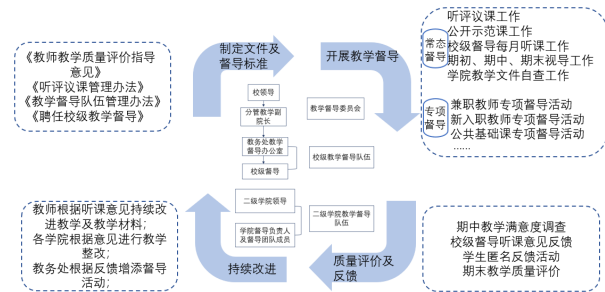 《教师教学质量评价指导
意见》
《听评议课管理办法》
《教学督导队伍管理办法》
《聘任校级教学督导》
制定文件及
督导标准
开展教学督导
常态
督导
听评议课工作
公开示范课工作
校级督导每月听课工作
期初、期中、期末视导工作
学院教学文件自查工作
专项
督导
兼职教师专项督导活动
新入职教师专项督导活动
公共基础课专项督导活动
……
校领导
分管教学副
院长
教务处教学
督导办公室
校级督导
教学督导委员会
校级教学督导队伍
二级学院领导
学院督导负责人
及督导团队成员
二级学院教学督导
队伍
教师根据听课意见持续改
进教学及教学材料；
各学院根据意见进行教学
整改；
教务处根据反馈增添督导
活动；
持续改进
质量评价及
反馈
期中教学满意度调查
校级督导听课意见反馈
学生匿名反馈活动
期末教学质量评价